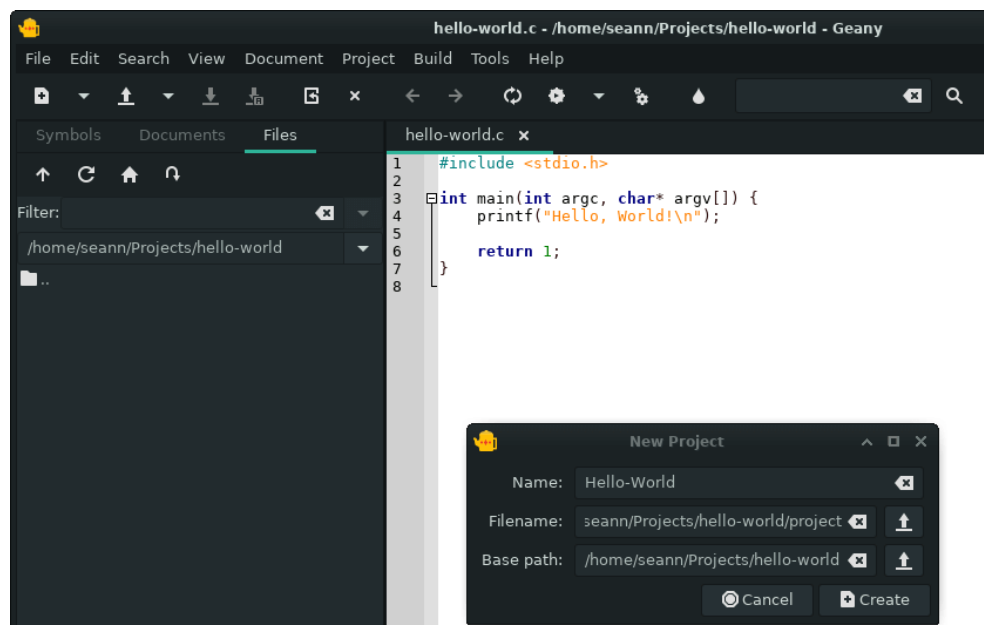 hello-world.c - /home/seann/Projects/hello-world - Geany
File Edit Search View Document Project Build Tools Help
Symbols Documents Files
hello-world.c
Filter:
/home/seann/Projects/hello-world
..
1 #include <stdio.h>
2
3 int main(int argc, char* argv[]) {
4 printf("Hello, World!\n");
5
6 return 1;
7 }
8
New Project
Name: Hello-World
Filename: seann/Projects/hello-world/project
Base path: /home/seann/Projects/hello-world
Cancel Create